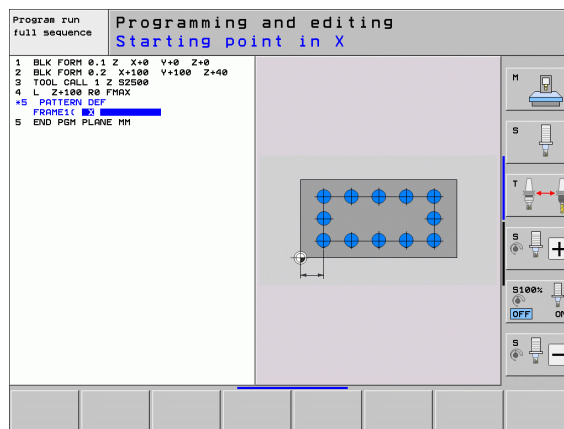 Program run
full sequence
Programming and editing
Starting point in X
1 BLK FORM 0.1 Z X+0 Y+0 Z+0
2 BLK FORM 0.2 X+100 Y+100 Z+40
3 TOOL CALL 1 Z S2500
4 L Z+100 R0 FMAX
*5 PATTERN DEF
FRAME1( X
5 END PGM PLANE MM
M
S
T
S
S100%
OFF
S